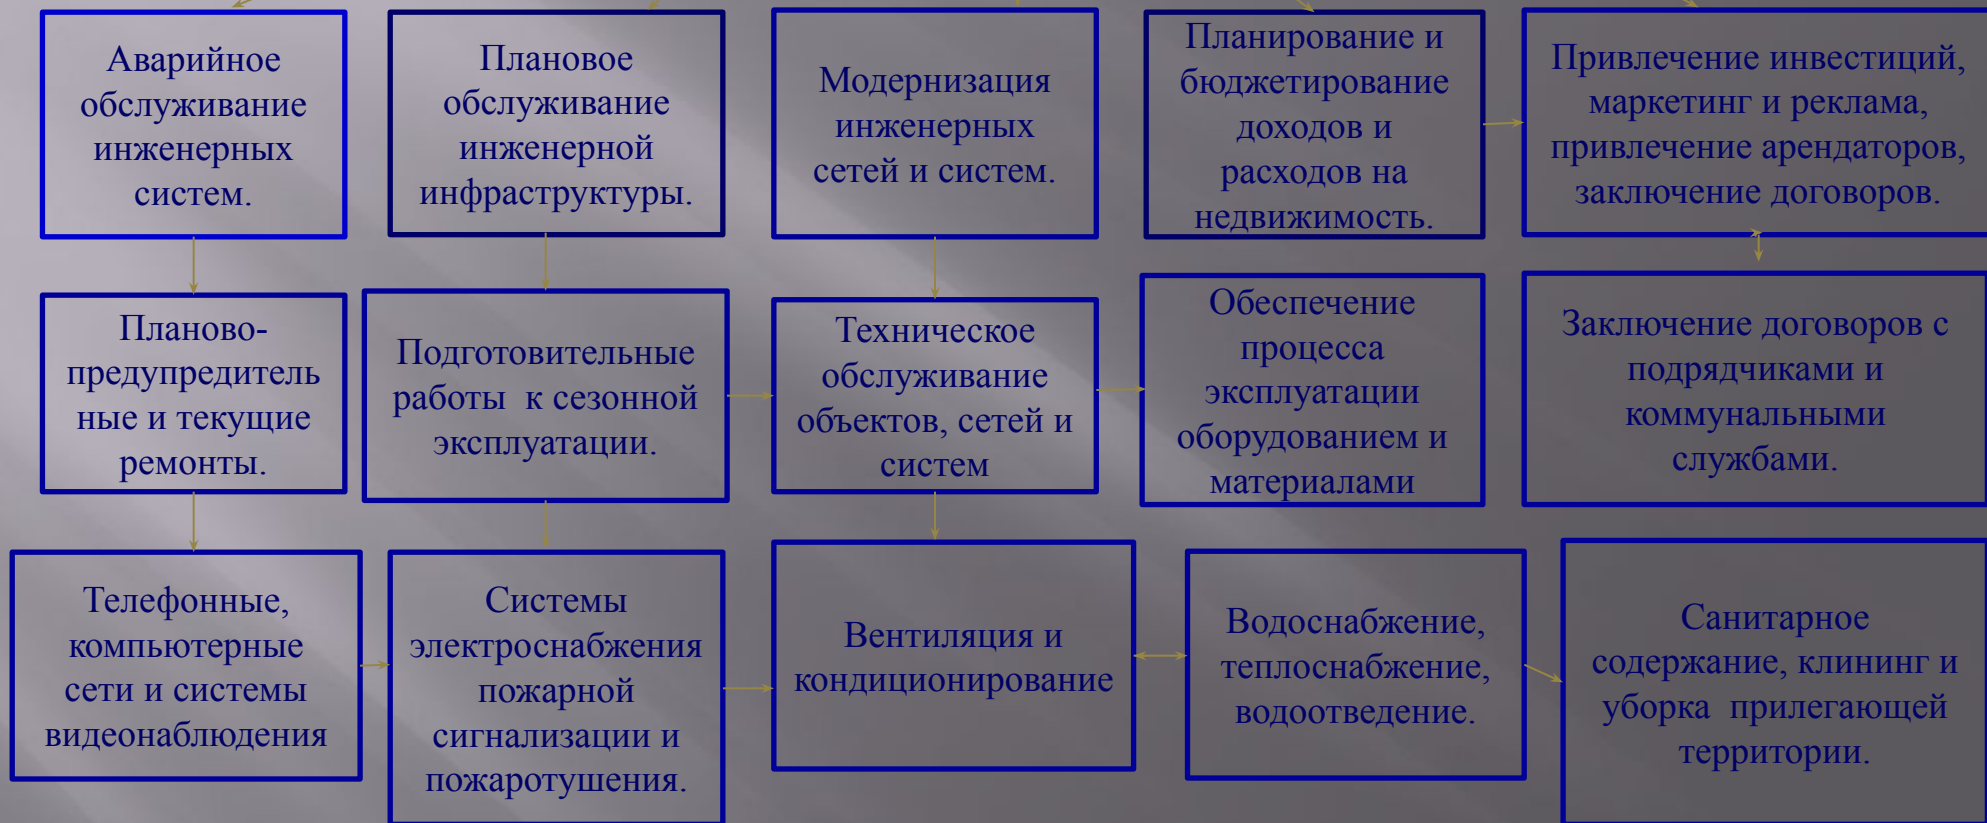 Аварийное
обслуживание
инженерных
систем.
Плановое
обслуживание
инженерной
инфраструктуры.
Модернизация
инженерных
сетей и систем.
Планирование и
бюджетирование
доходов и
расходов на
недвижимость.
Привлечение инвестиций,
маркетинг и реклама,
привлечение арендаторов,
заключение договоров.
Планово-
предупредитель
ные и текущие
ремонты.
Подготовительные
работы  к сезонной
эксплуатации.
Техническое
обслуживание
объектов, сетей и
систем
Обеспечение
процесса
эксплуатации
оборудованием и
материалами
Заключение договоров с
подрядчиками и
коммунальными
службами.
Телефонные,
компьютерные
сети и системы
видеонаблюдения
Системы
электроснабжения
пожарной
сигнализации и
пожаротушения.
Вентиляция и
кондиционирование
Водоснабжение,
теплоснабжение,
водоотведение.
Санитарное
содержание, клининг и
уборка  прилегающей
территории.